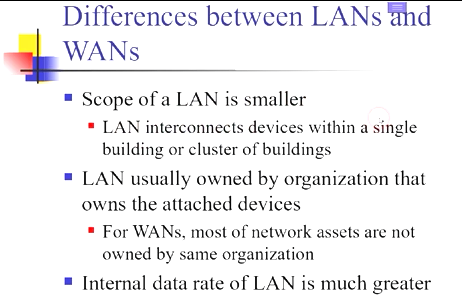 Differences between LANs and
WANs
Scope of a LAN is smaller
LAN interconnects devices within a single
building or cluster of buildings
LAN usually owned by organization that
owns the attached devices
For WANs, most of network assets are not
owned by same organization
Internal data rate of LAN is much greater